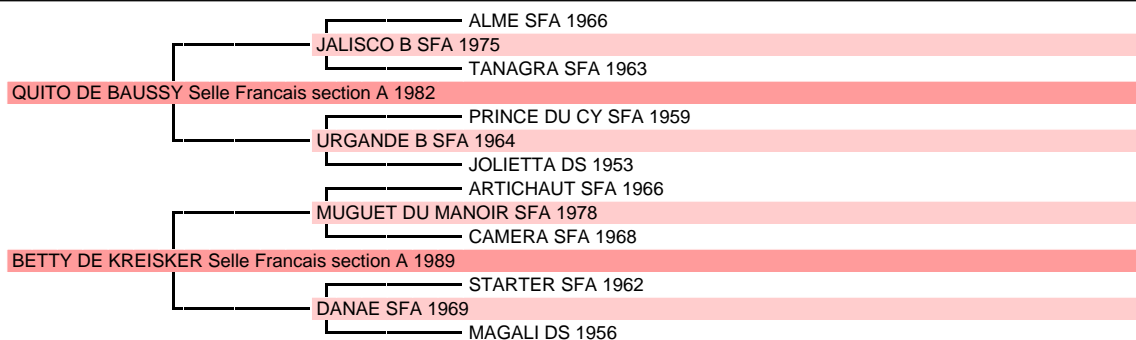 ALME SFA 1966
JALISCO B SFA 1975
TANAGRA SFA 1963
QUITO DE BAUSSY Selle Francais section A 1982
PRINCE DU CY SFA 1959
URGANDE B SFA 1964
JOLIETTA DS 1953
ARTICHAUT SFA 1966
MUGUET DU MANOIR SFA 1978
CAMERA SFA 1968
BETTY DE KREISKER Selle Francais section A 1989
STARTER SFA 1962
DANAE SFA 1969
MAGALI DS 1956